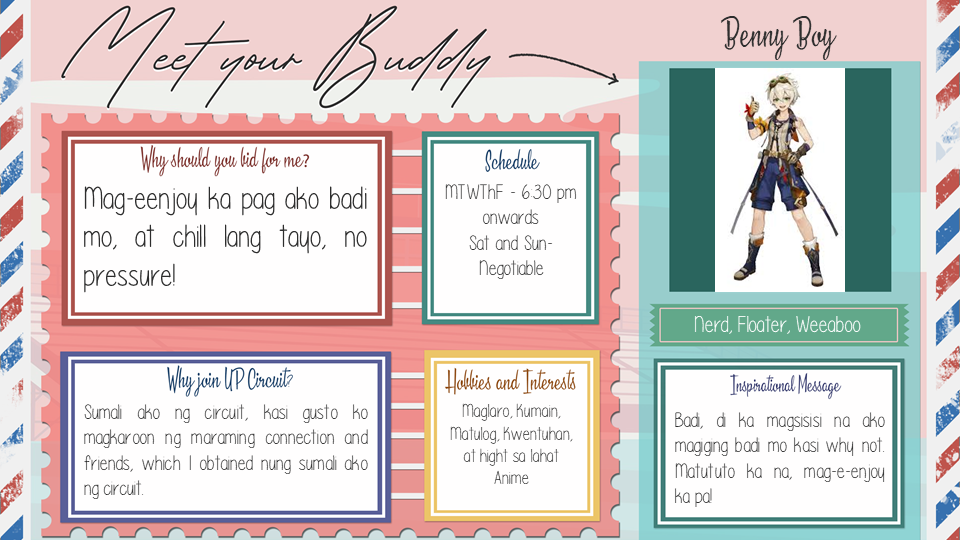 Meet your Buddy
Benny Boy
Why should you bid for me?
Mag-eenjoy ka pag ako badi
mo, at chill lang tayo, no
pressure!
Schedule
MTWThF - 6:30 pm
onwards
Sat and Sun-
Negotiable
Nerd, Floater, Weeaboo
Why join UP Circuit?
Sumali ako ng circuit, kasi gusto ko
magkaroon ng maraming connection and
friends, which I obtained nung sumali ako
ng circuit.
Hobbies and Interests
Maglaro, Kumain,
Matulog, Kwentuhan,
at hight sa lahat
Anime
Inspirational Message
Badi, di ka magsisisi na ako
magiging badi mo kasi why not.
Matututo ka na, mag-e-enjoy
ka pa!